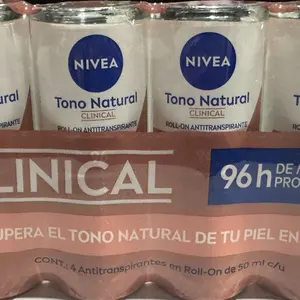 NIVEA NIVEA
Tono Natural Tono Natural
CLINICAL CLINICAL
ROLL-ON ANTITRANSPIRANTE ROLL-ON ANTITRANSPIRANTE
LINICAL 96h DE
PRO
UPERA EL TONO NATURAL DE TU PIEL EN
CONT.: 4 Antitranspirantes en Roll-On de 50 ml c/u